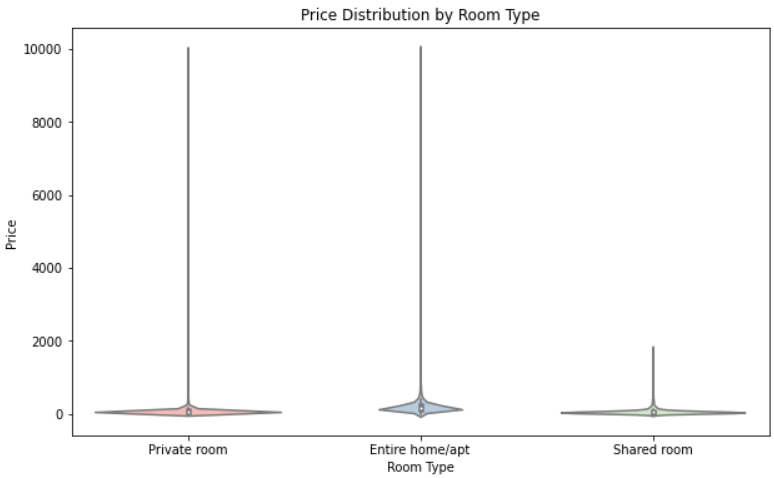 Price Distribution by Room Type
10000
8000
6000
4000
2000
0
Price
Private room
Entire home/apt
Shared room
Room Type